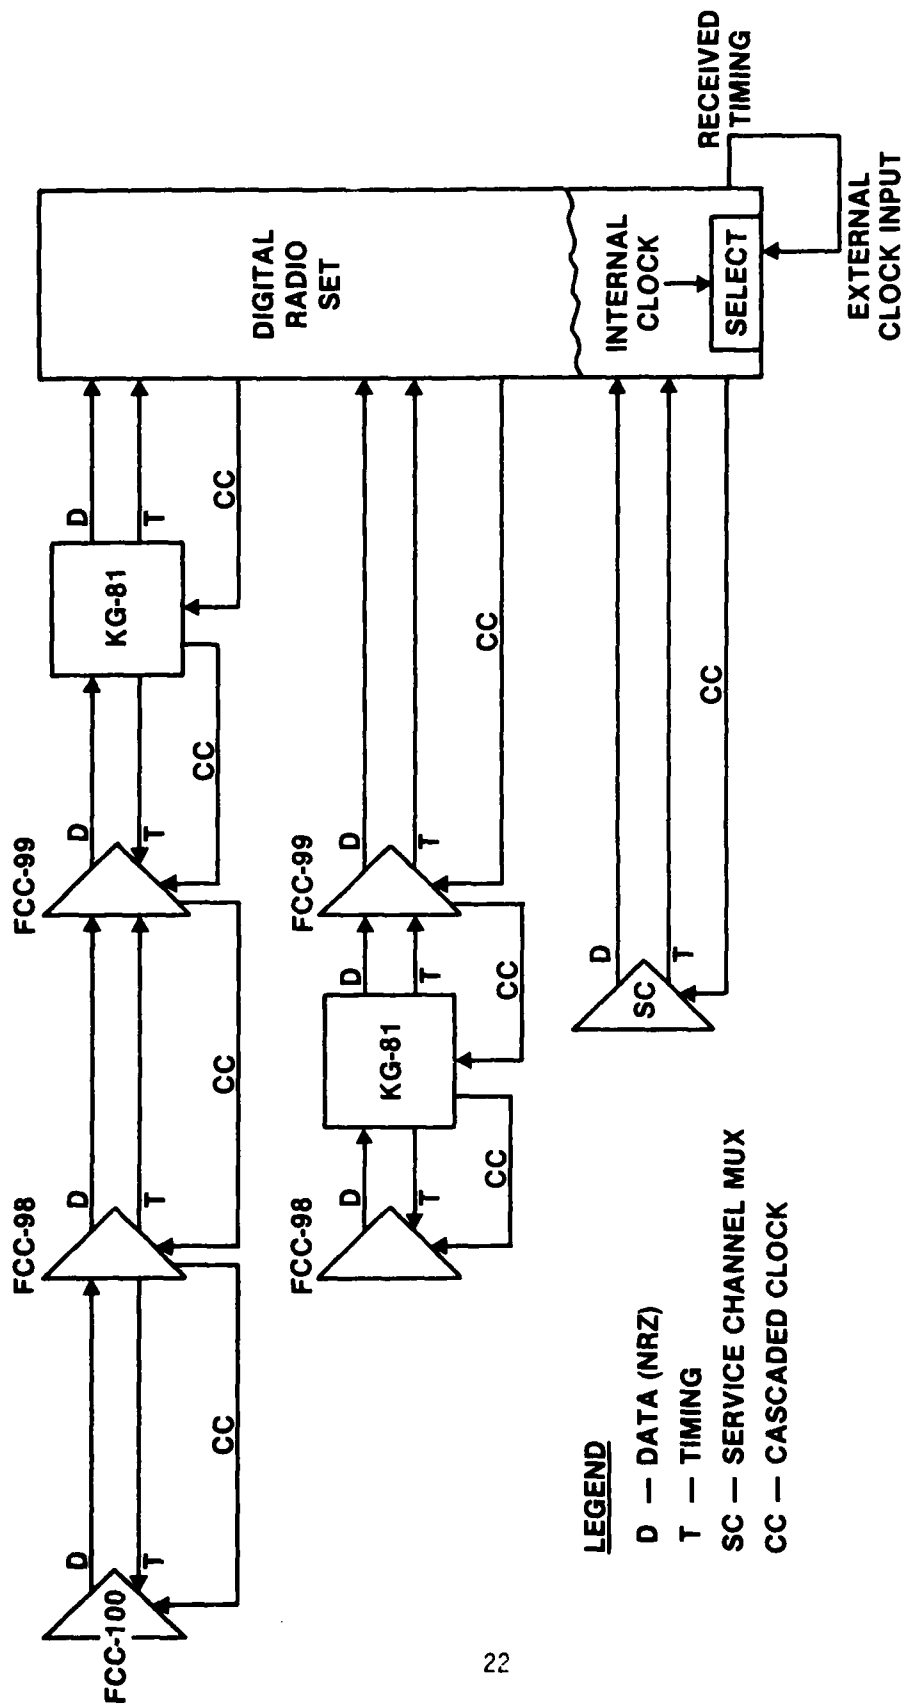 FCC-100
D
T
CC
FCC-98
D
T
CC
FCC-99
D
T
CC
KG-81
D
T
CC
DIGITAL
RADIO
SET
FCC-98
D
T
CC
KG-81
D
T
CC
FCC-99
D
T
CC
SC
D
T
CC
INTERNAL
CLOCK
SELECT
RECEIVED
TIMING
EXTERNAL
CLOCK INPUT
LEGEND
D — DATA (NRZ)
T — TIMING
SC — SERVICE CHANNEL MUX
CC — CASCADED CLOCK
22